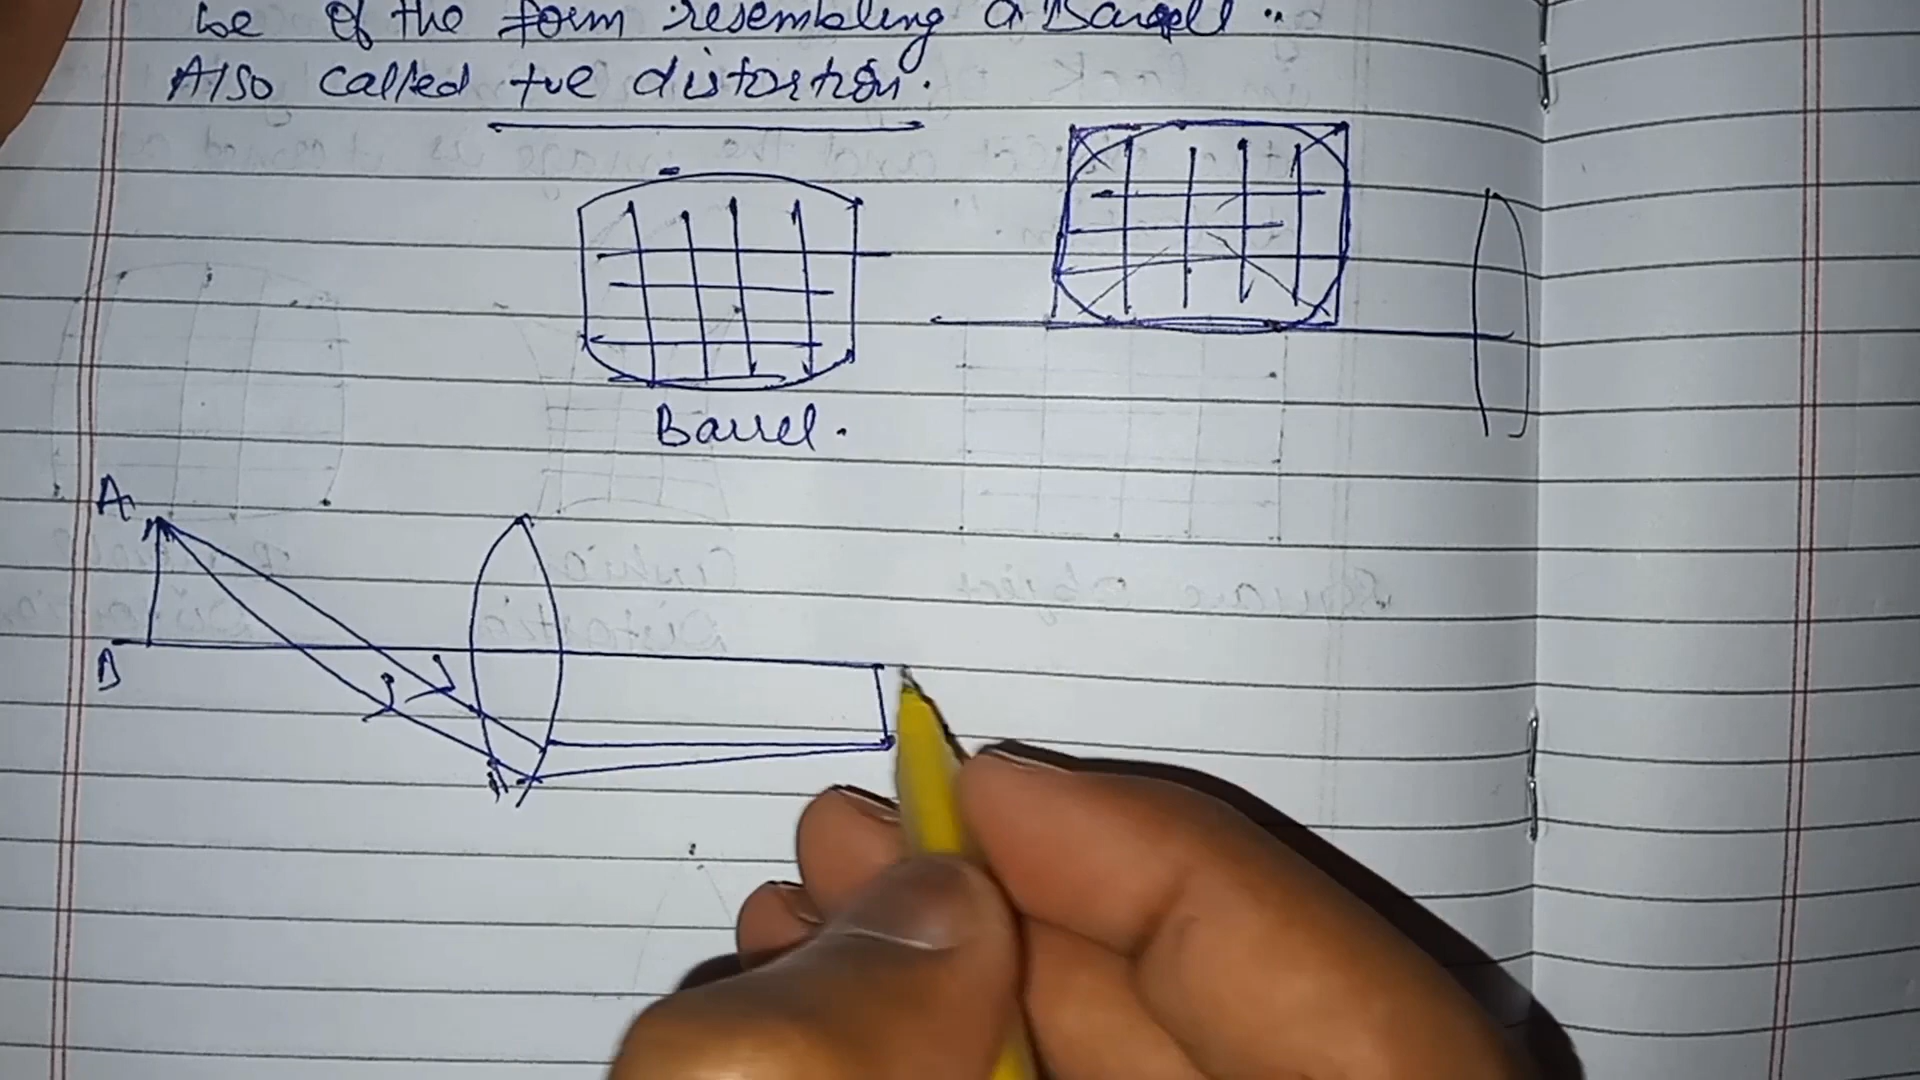 be of the form resembling a Barrel..
Also called +ve distortion.
Barrel.
A
B